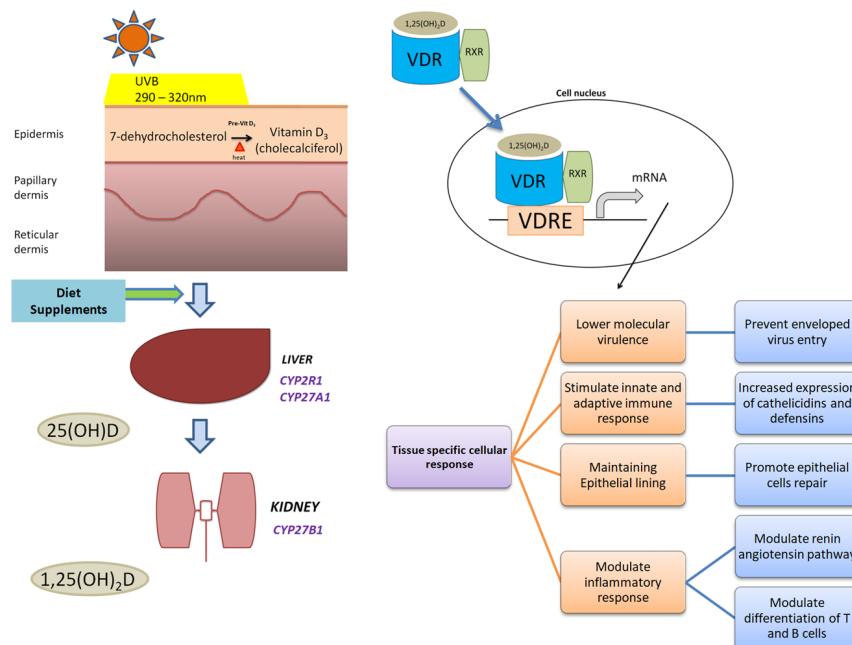 UVB
290 – 320nm
Epidermis
7-dehydrocholesterol
Pre-Vit D₃
heat
Vitamin D₃
(cholecalciferol)
Papillary
dermis
Reticular
dermis
Diet
Supplements
LIVER
CYP2R1
CYP27A1
25(OH)D
KIDNEY
CYP27B1
1,25(OH)₂D
1,25(OH)₂D
VDR
RXR
Cell nucleus
1,25(OH)₂D
VDR
RXR
mRNA
VDRE
Tissue specific cellular
response
Lower molecular
virulence
Prevent enveloped
virus entry
Stimulate innate and
adaptive immune
response
Increased expression
of cathelicidins and
defensins
Maintaining
Epithelial lining
Promote epithelial
cells repair
Modulate
inflammatory
response
Modulate renin
angiotensin pathway
Modulate
differentiation of T
and B cells